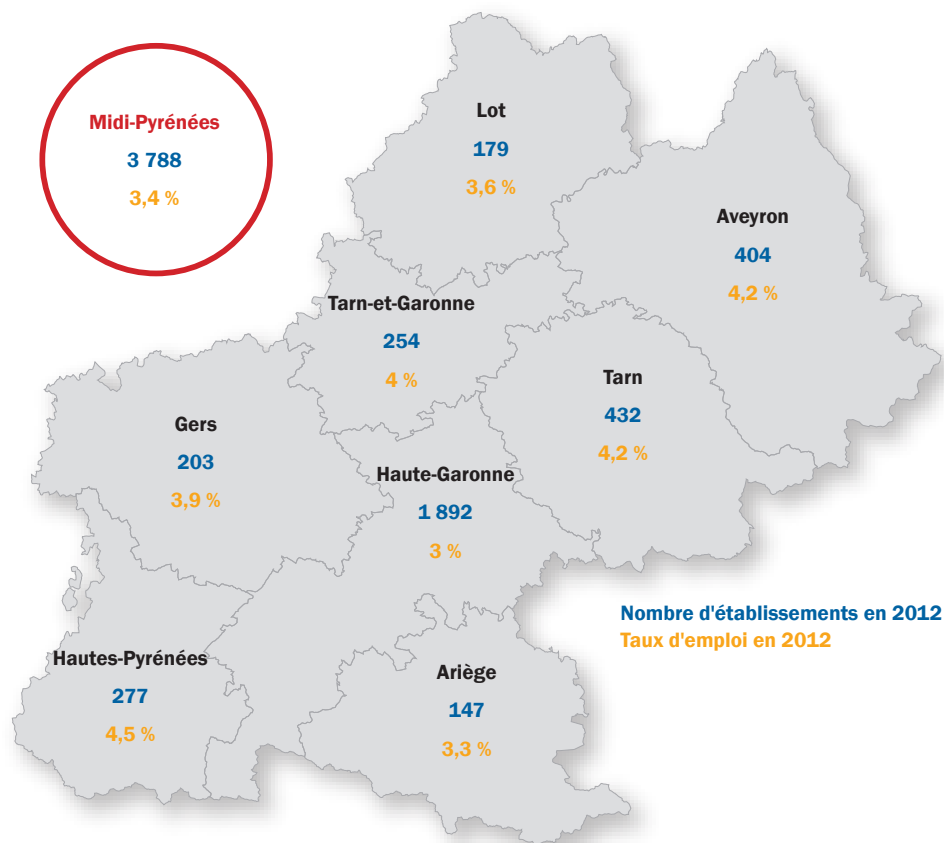 Midi-Pyrénées
3 788
3,4 %
Lot
179
3,6 %
Aveyron
404
4,2 %
Tarn-et-Garonne
254
4 %
Tarn
432
4,2 %
Gers
203
3,9 %
Haute-Garonne
1 892
3 %
Nombre d'établissements en 2012
Taux d'emploi en 2012
Hautes-Pyrénées
277
4,5 %
Ariège
147
3,3 %